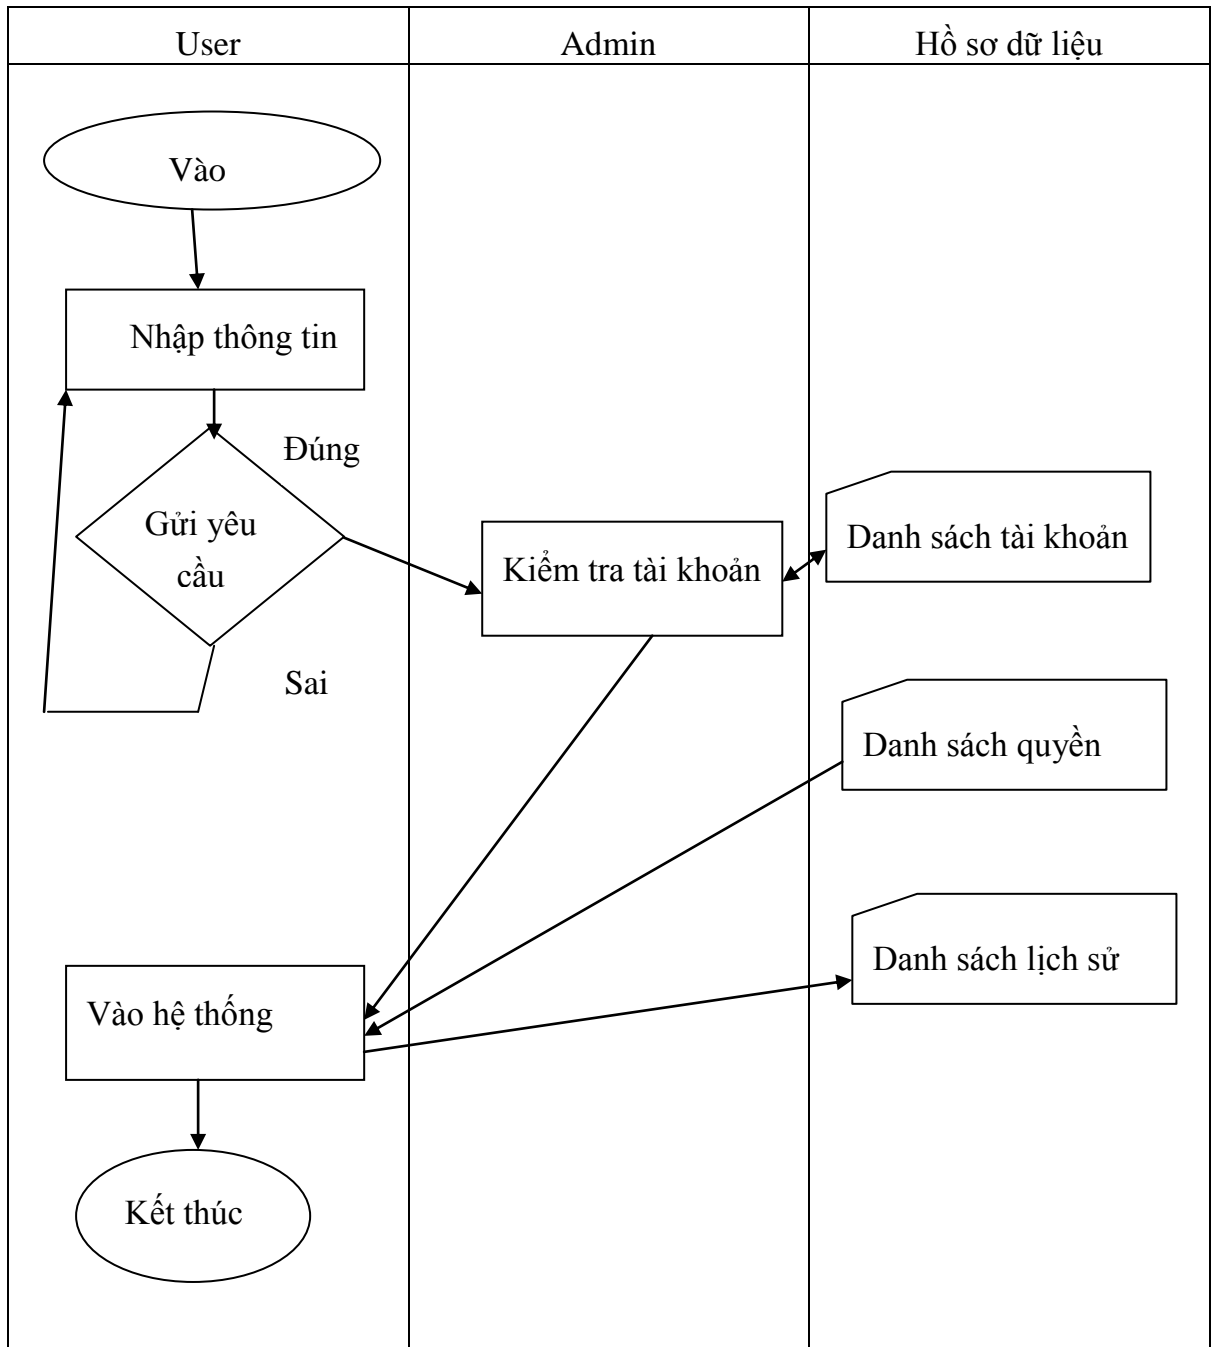 User
Admin
Hồ sơ dữ liệu
Vào
Nhập thông tin
Đúng
Gửi yêu
cầu
Kiểm tra tài khoản
Danh sách tài khoản
Sai
Danh sách quyền
Danh sách lịch sử
Vào hệ thống
Kết thúc